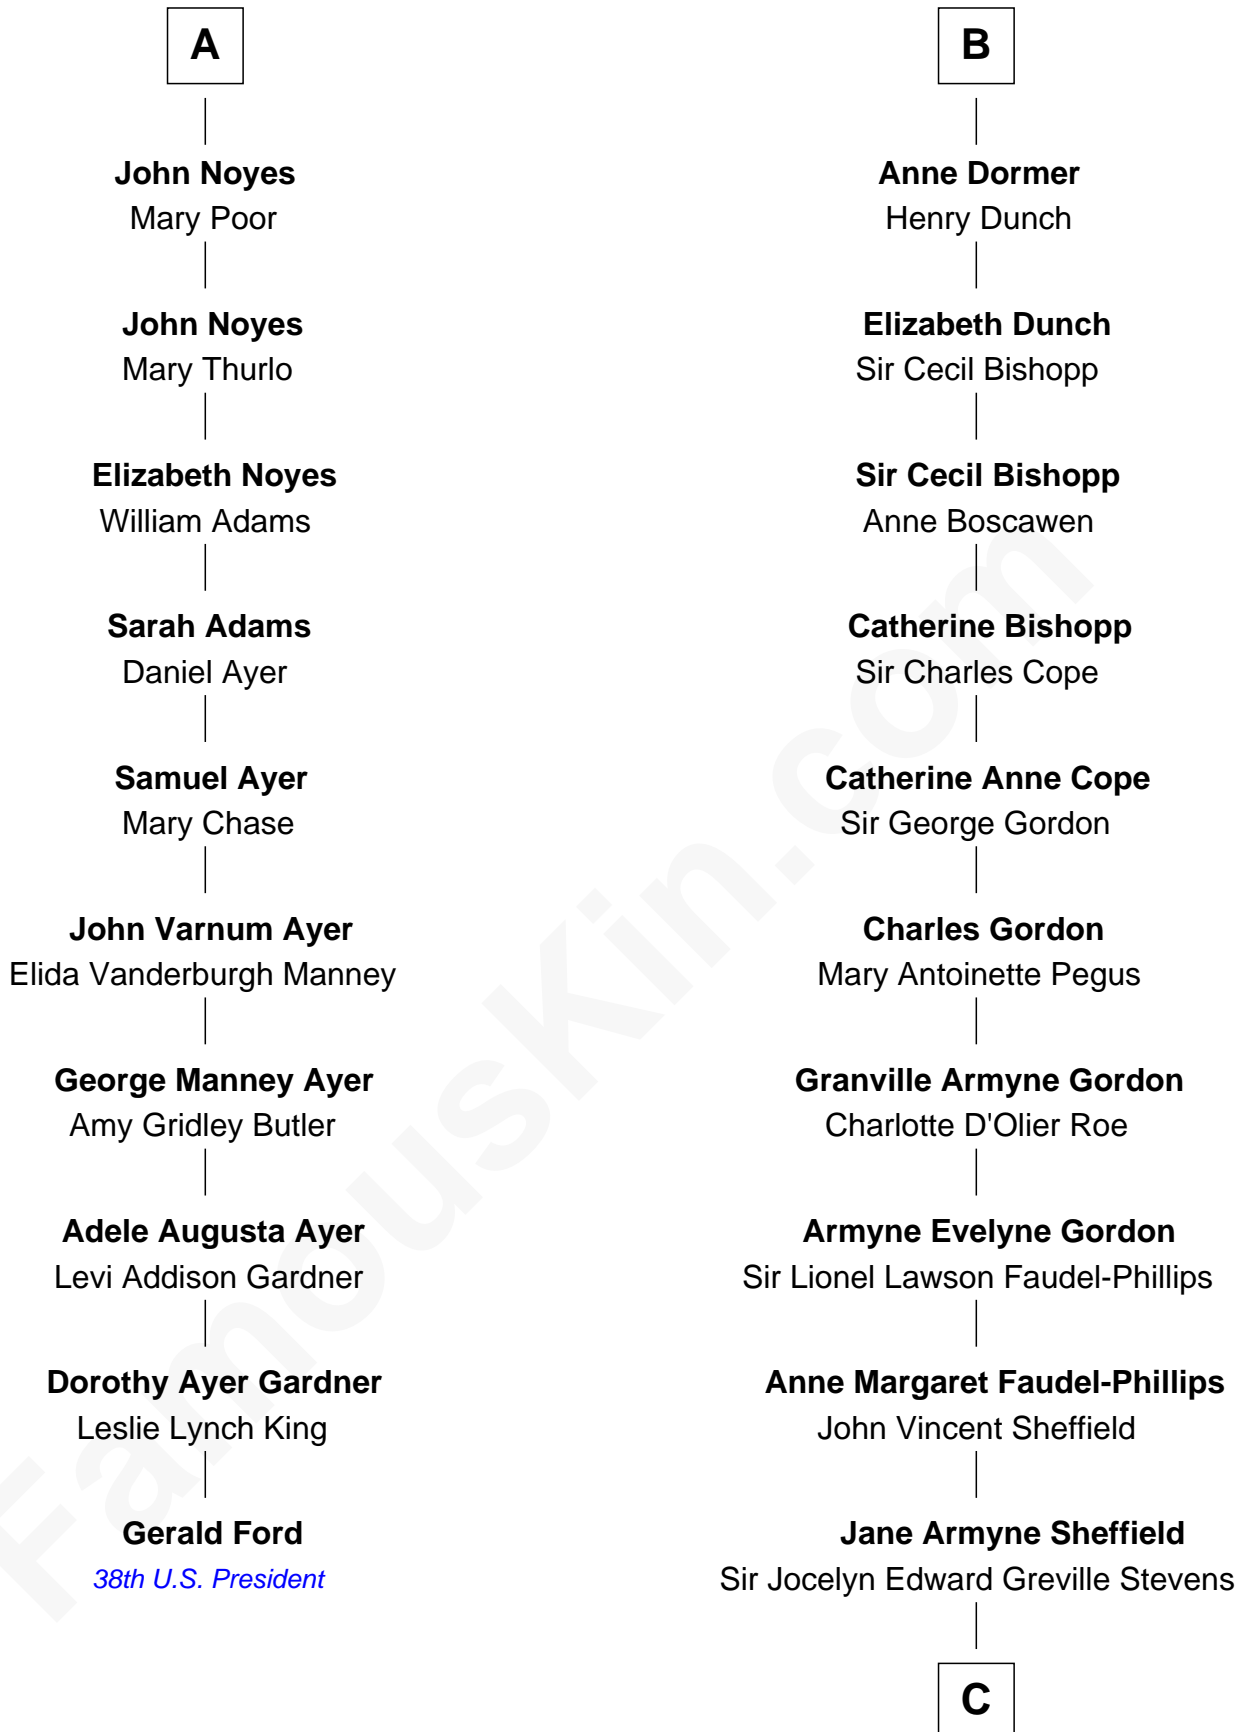 A
John Noyes
Mary Poor
John Noyes
Mary Thurlo
Elizabeth Noyes
William Adams
Sarah Adams
Daniel Ayer
Samuel Ayer
Mary Chase
John Varnum Ayer
Elida Vanderburgh Manney
George Manney Ayer
Amy Gridley Butler
Adele Augusta Ayer
Levi Addison Gardner
Dorothy Ayer Gardner
Leslie Lynch King
Gerald Ford
38th U.S. President
B
Anne Dormer
Henry Dunch
Elizabeth Dunch
Sir Cecil Bishopp
Sir Cecil Bishopp
Anne Boscawen
Catherine Bishopp
Sir Charles Cope
Catherine Anne Cope
Sir George Gordon
Charles Gordon
Mary Antoinette Pegus
Granville Armyne Gordon
Charlotte D'Olier Roe
Armyne Evelyne Gordon
Sir Lionel Lawson Faudel-Phillips
Anne Margaret Faudel-Phillips
John Vincent Sheffield
Jane Armyne Sheffield
Sir Jocelyn Edward Greville Stevens
C
FamousKin.com